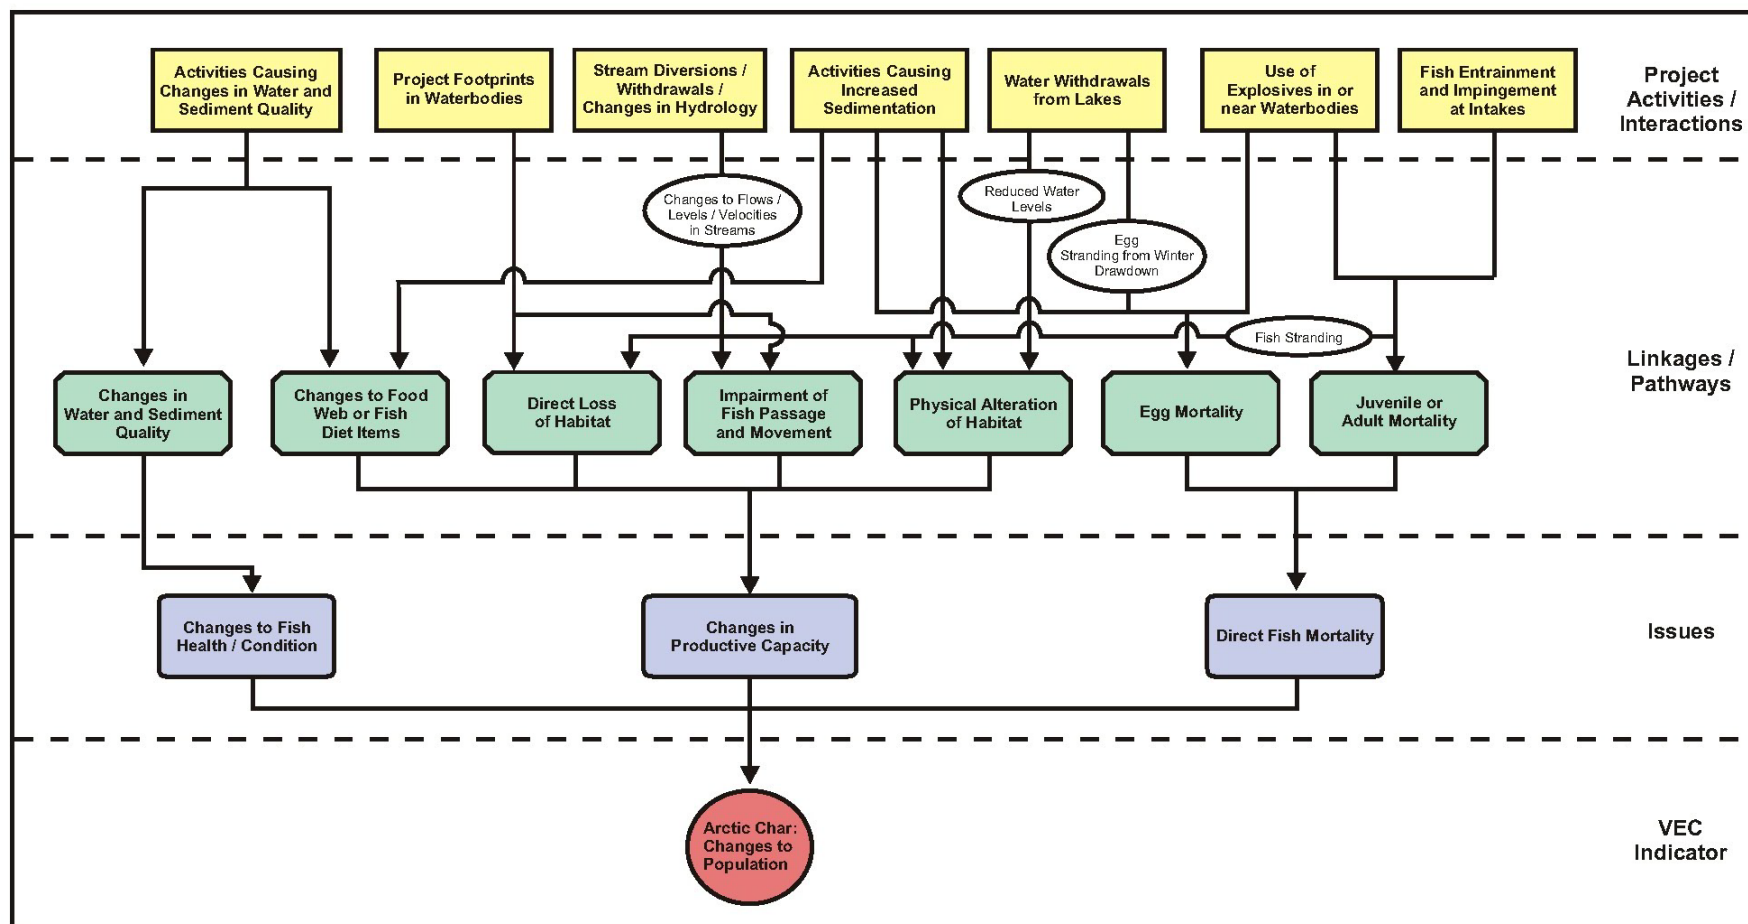 Activities Causing
Changes in Water and
Sediment Quality
Project Footprints
in Waterbodies
Stream Diversions /
Withdrawals /
Changes in Hydrology
Activities Causing
Increased
Sedimentation
Water Withdrawals
from Lakes
Use of
Explosives in or
near Waterbodies
Fish Entrainment
and Impingement
at Intakes
Project
Activities /
Interactions
Changes to Flows /
Levels / Velocities
in Streams
Reduced Water
Levels
Egg
Stranding from Winter
Drawdown
Fish Stranding
Linkages /
Pathways
Changes in
Water and Sediment
Quality
Changes to Food
Web or Fish
Diet Items
Direct Loss
of Habitat
Impairment of
Fish Passage
and Movement
Physical Alteration
of Habitat
Egg Mortality
Juvenile or
Adult Mortality
Changes to Fish
Health / Condition
Changes in
Productive Capacity
Direct Fish Mortality
Issues
Arctic Char:
Changes to
Population
VEC
Indicator